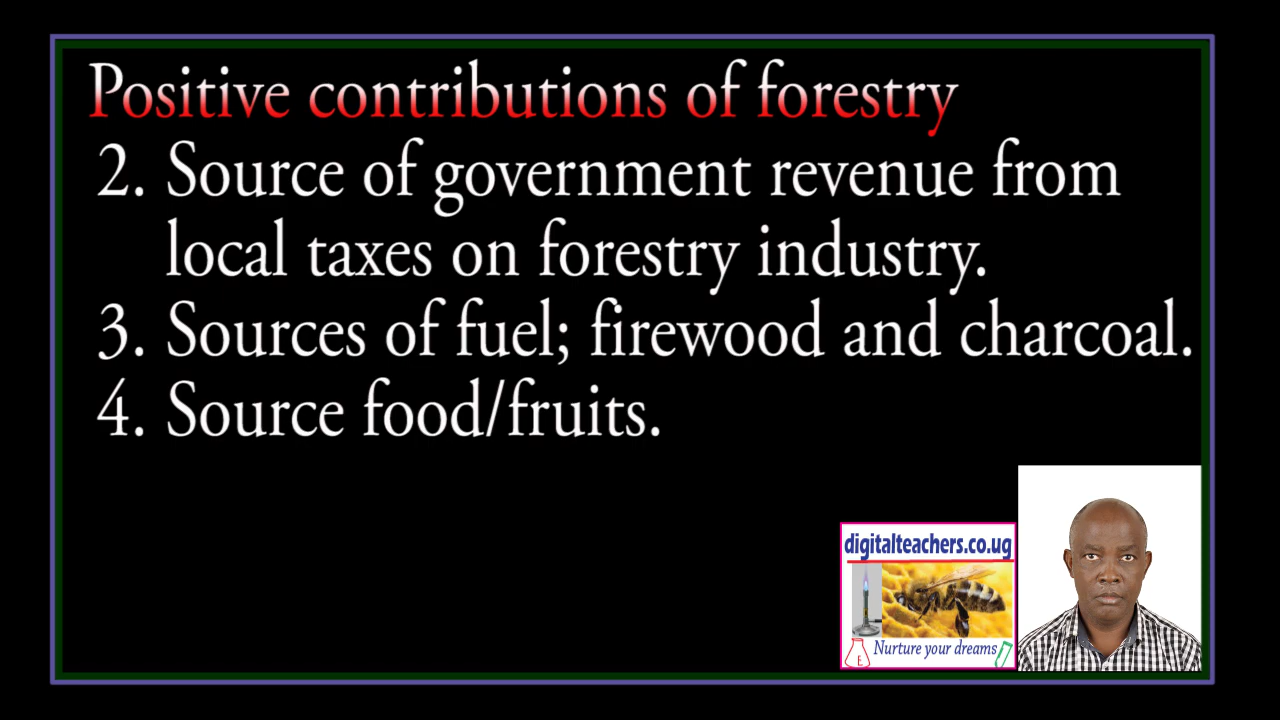 Positive contributions of forestry
2. Source of government revenue from
local taxes on forestry industry.
3. Sources of fuel; firewood and charcoal.
4. Source food/fruits.
digitalteachers.co.ug
Nurture your dreams
E